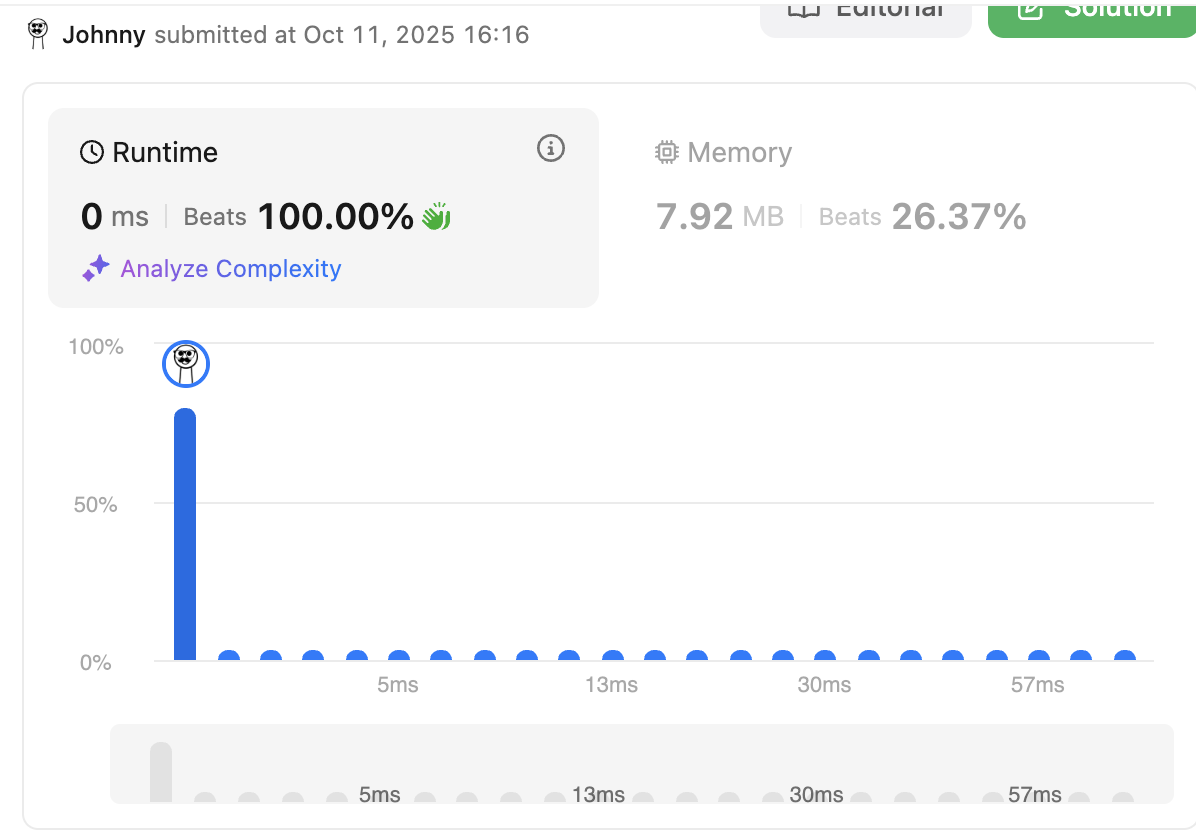 Editorial
Solution
Johnny submitted at Oct 11, 2025 16:16
Runtime
0 ms Beats 100.00%
Analyze Complexity
Memory
7.92 MB Beats 26.37%
100%
50%
0%
5ms 13ms 30ms 57ms
5ms 13ms 30ms 57ms